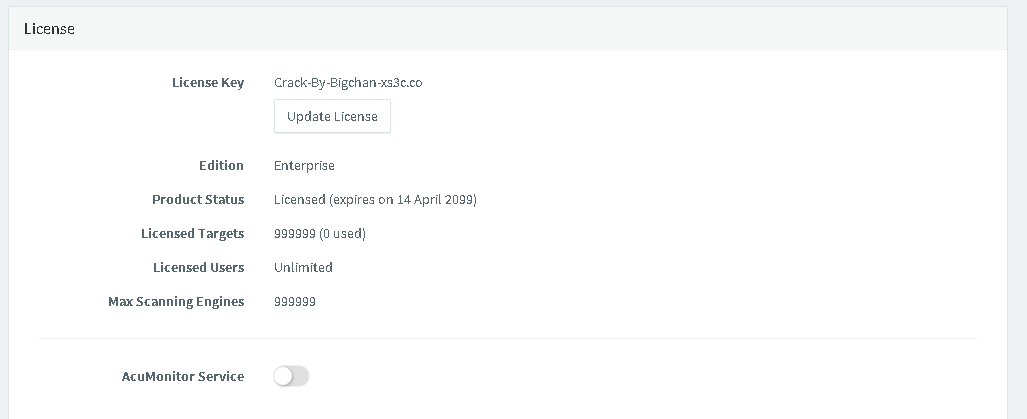 License
License Key Crack-By-Bigchan-xs3c.co
Update License
Edition Enterprise
Product Status Licensed (expires on 14 April 2099)
Licensed Targets 999999 (0 used)
Licensed Users Unlimited
Max Scanning Engines 999999
AcuMonitor Service